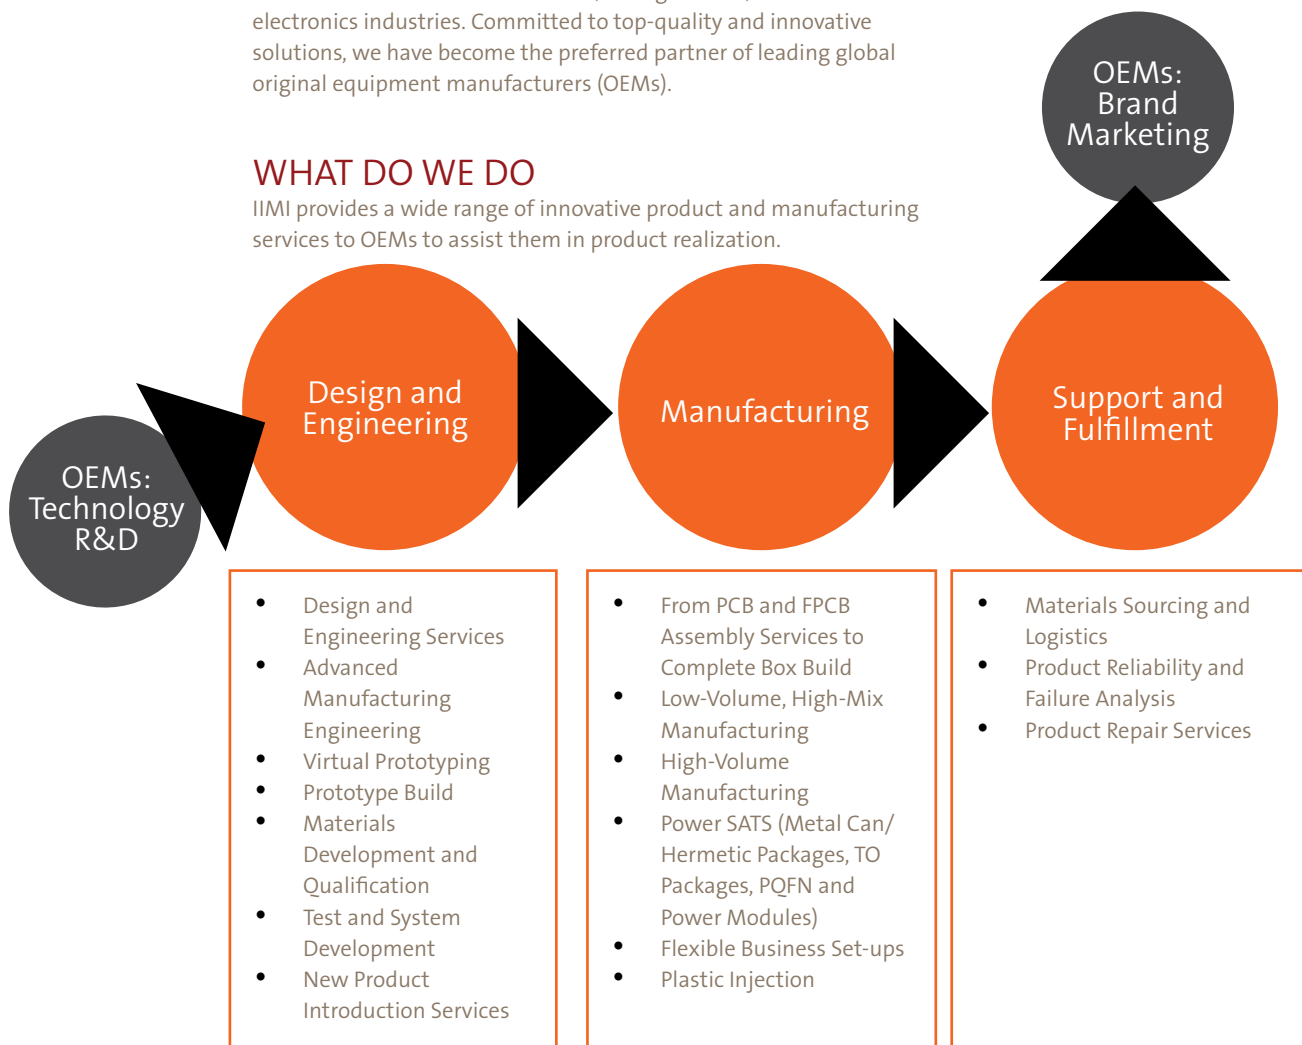 electronics industries. Committed to top-quality and innovative
solutions, we have become the preferred partner of leading global
original equipment manufacturers (OEMs).
WHAT DO WE DO
IIMI provides a wide range of innovative product and manufacturing
services to OEMs to assist them in product realization.
OEMs:
Brand
Marketing
OEMs:
Technology
R&D
Design and
Engineering
Manufacturing
Support and
Fulfillment
• Design and
Engineering Services
• Advanced
Manufacturing
Engineering
• Virtual Prototyping
• Prototype Build
• Materials
Development and
Qualification
• Test and System
Development
• New Product
Introduction Services
• From PCB and FPCB
Assembly Services to
Complete Box Build
• Low-Volume, High-Mix
Manufacturing
• High-Volume
Manufacturing
• Power SATS (Metal Can/
Hermetic Packages, TO
Packages, PQFN and
Power Modules)
• Flexible Business Set-ups
• Plastic Injection
• Materials Sourcing and
Logistics
• Product Reliability and
Failure Analysis
• Product Repair Services